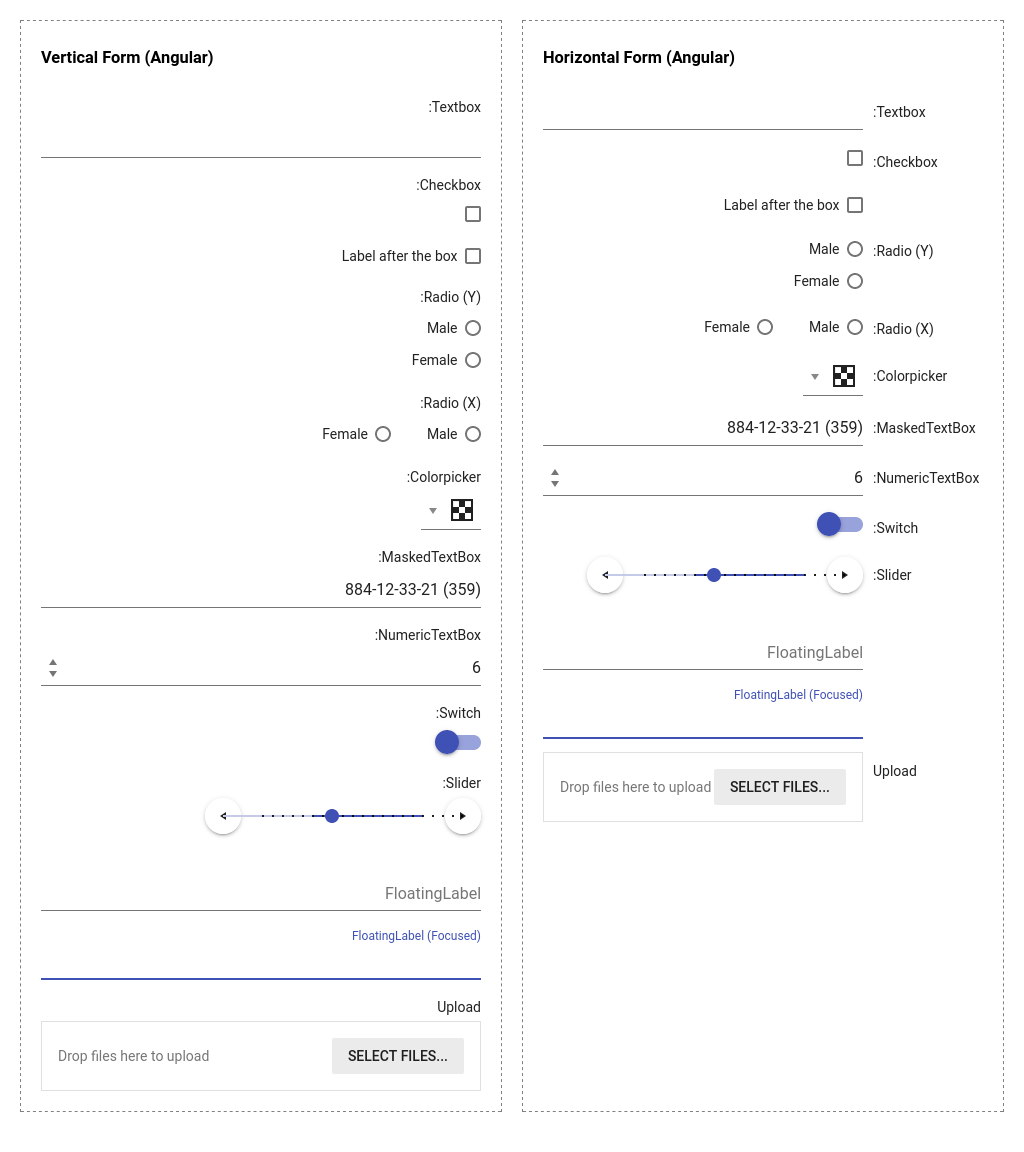 Vertical Form (Angular)
:Textbox
:Checkbox
Label after the box
:Radio (Y)
Male
Female
:Radio (X)
Female Male
:Colorpicker
:MaskedTextBox
884-12-33-21 (359)
:NumericTextBox
6
:Switch
:Slider
FloatingLabel
FloatingLabel (Focused)
Upload
Drop files here to upload SELECT FILES...
Horizontal Form (Angular)
:Textbox
:Checkbox
Label after the box
Male :Radio (Y)
Female
Female Male :Radio (X)
:Colorpicker
884-12-33-21 (359) :MaskedTextBox
6 :NumericTextBox
:Switch
:Slider
FloatingLabel
FloatingLabel (Focused)
Upload
Drop files here to upload SELECT FILES...